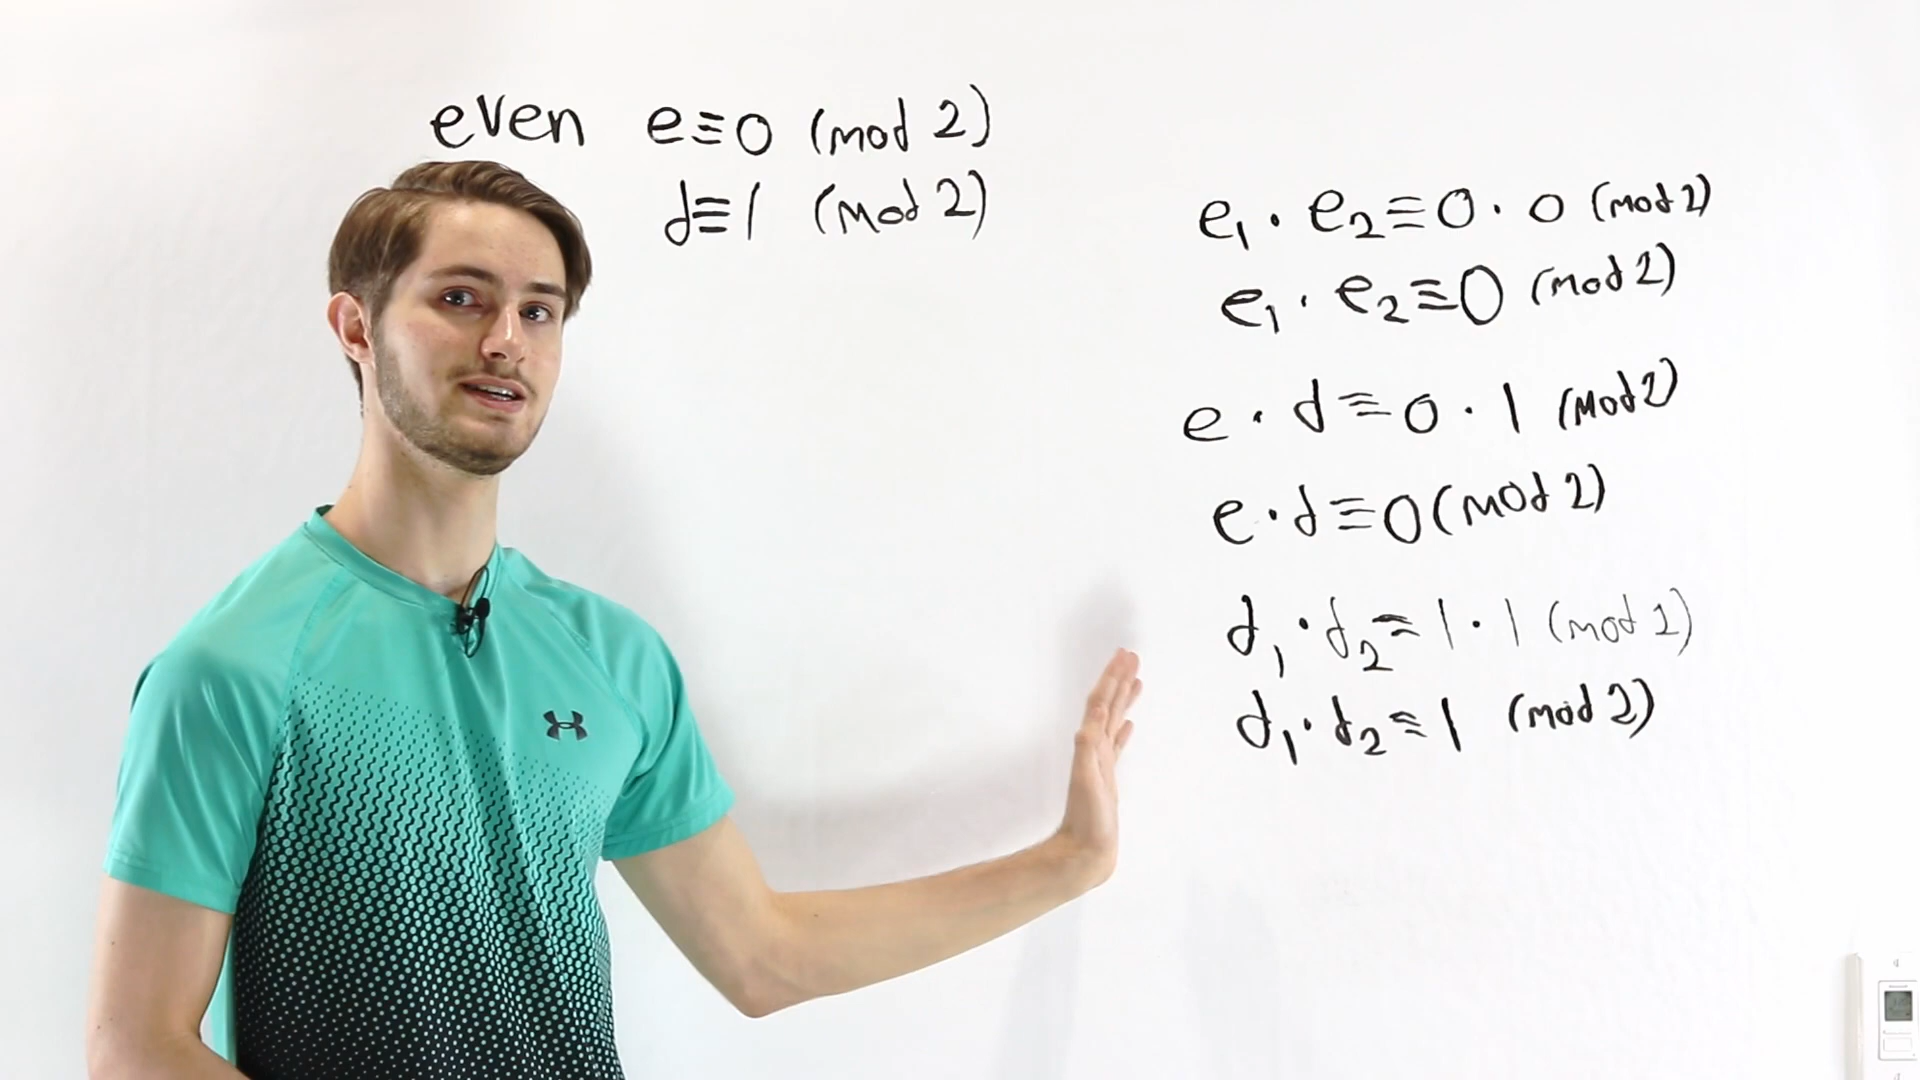 even e≡0 (mod 2)
d≡1 (mod 2)
e₁ · e₂≡0 · 0 (mod 2)
e₁ · e₂≡0 (mod 2)
e · d≡0 · 1 (mod 2)
e · d≡0 (mod 2)
d₁ · d₂≡1 · 1 (mod 2)
d₁ · d₂≡1 (mod 2)